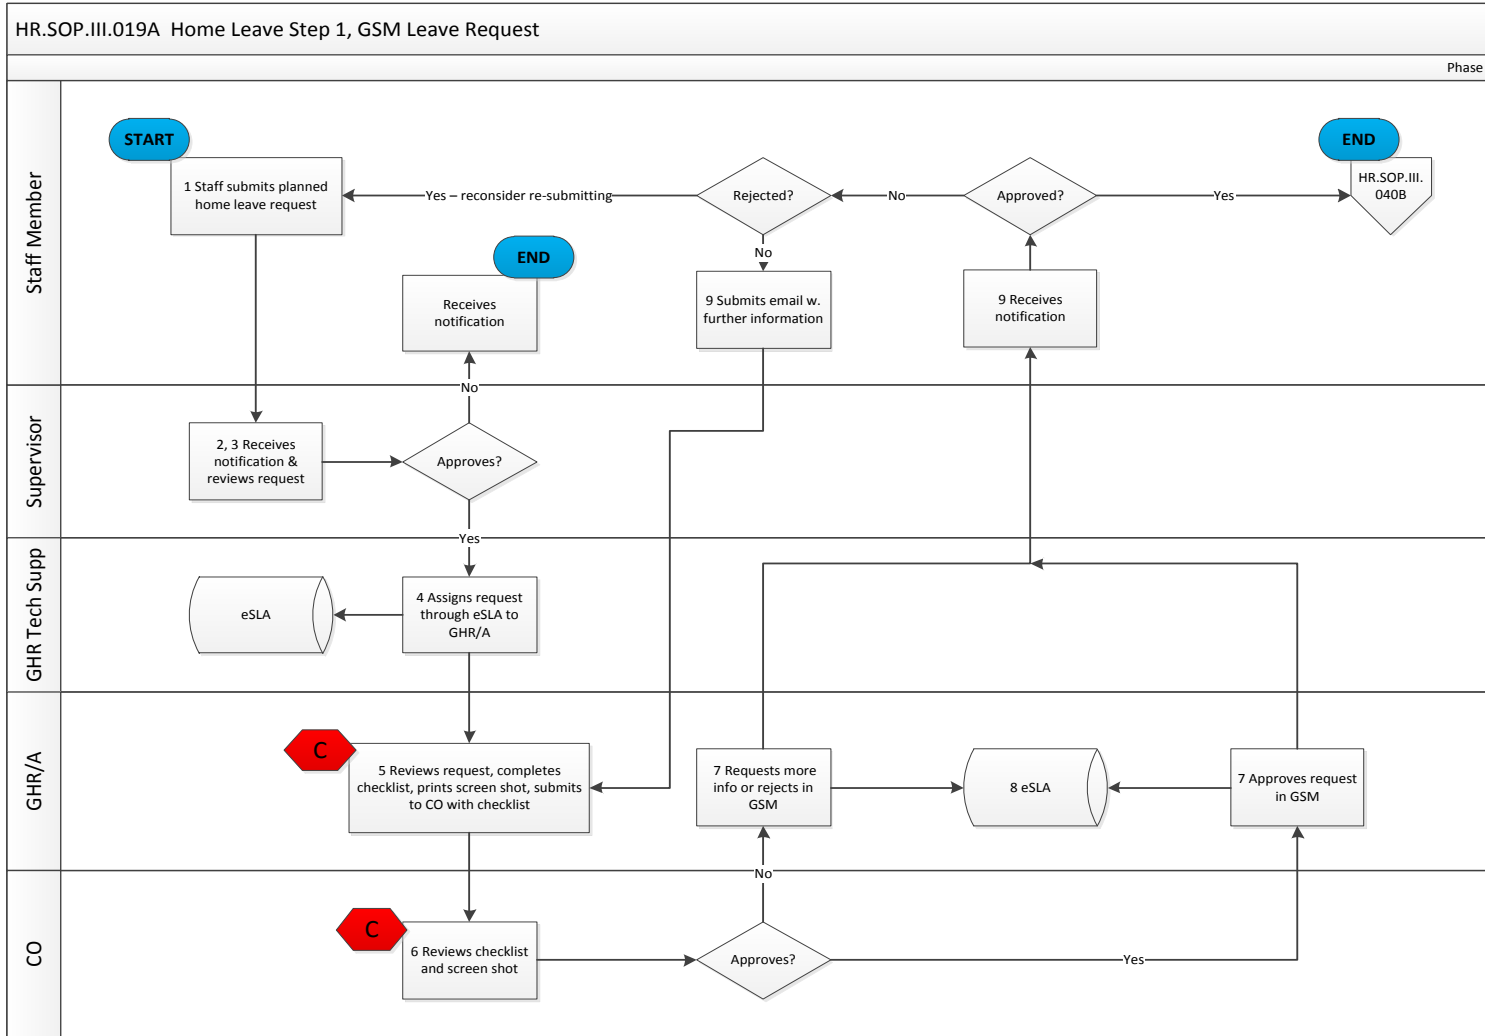 HR.SOP.III.019A  Home Leave Step 1, GSM Leave Request
Phase
Staff Member
START
1 Staff submits planned
home leave request
Yes – reconsider re-submitting
Rejected?
No
Approved?
Yes
END
HR.SOP.III.
040B
No
END
Receives
notification
9 Submits email w.
further information
9 Receives
notification
No
Supervisor
2, 3 Receives
notification &
reviews request
Approves?
Yes
GHR Tech Supp
eSLA
4 Assigns request
through eSLA to
GHR/A
GHR/A
C
5 Reviews request, completes
checklist, prints screen shot, submits
to CO with checklist
7 Requests more
info or rejects in
GSM
8 eSLA
7 Approves request
in GSM
No
CO
C
6 Reviews checklist
and screen shot
Approves?
Yes